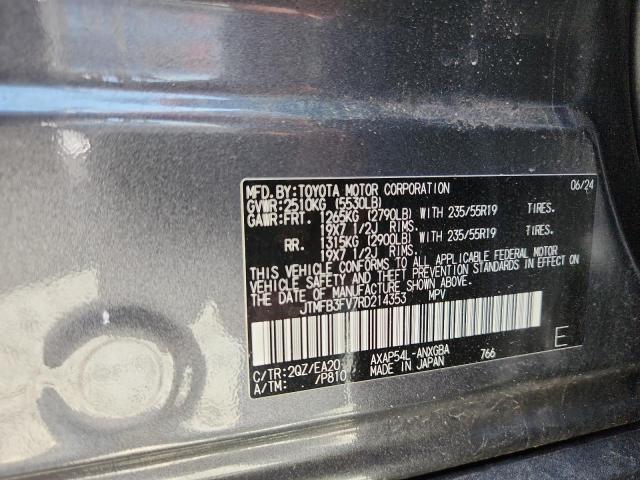 MFD.BY:TOYOTA MOTOR CORPORATION 06/24
GVWR:2510KG (5530LB)
GAWR:FRT. 1265KG (2790LB) WITH 235/55R19 TIRES.
19X7 1/2J RIMS.
RR. 1315KG (2900LB) WITH 235/55R19 TIRES.
19X7 1/2J RIMS.
THIS VEHICLE CONFORMS TO ALL APPLICABLE FEDERAL MOTOR
VEHICLE SAFETY AND THEFT PREVENTION STANDARDS IN EFFECT
ON THE DATE OF MANUFACTURE SHOWN ABOVE.
JTMFB3FV7RD214353 MPV
E
C/TR:2QZ/EA20 AXAP54L-ANXGBA 766
A/TM: /P810 MADE IN JAPAN